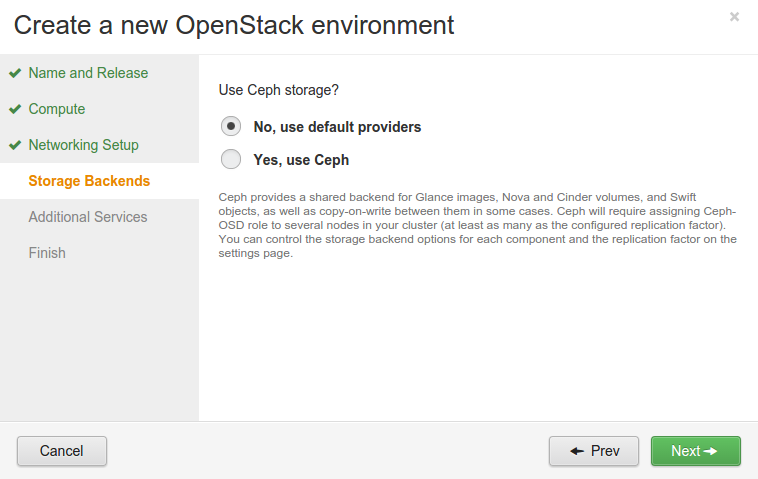 Create a new OpenStack environment
×
Name and Release
Compute
Networking Setup
Storage Backends
Additional Services
Finish
Use Ceph storage?
No, use default providers
Yes, use Ceph
Ceph provides a shared backend for Glance images, Nova and Cinder volumes, and Swift
objects, as well as copy-on-write between them in some cases. Ceph will require assigning Ceph-
OSD role to several nodes in your cluster (at least as many as the configured replication factor).
You can control the storage backend options for each component and the replication factor on the
settings page.
Cancel
Prev
Next